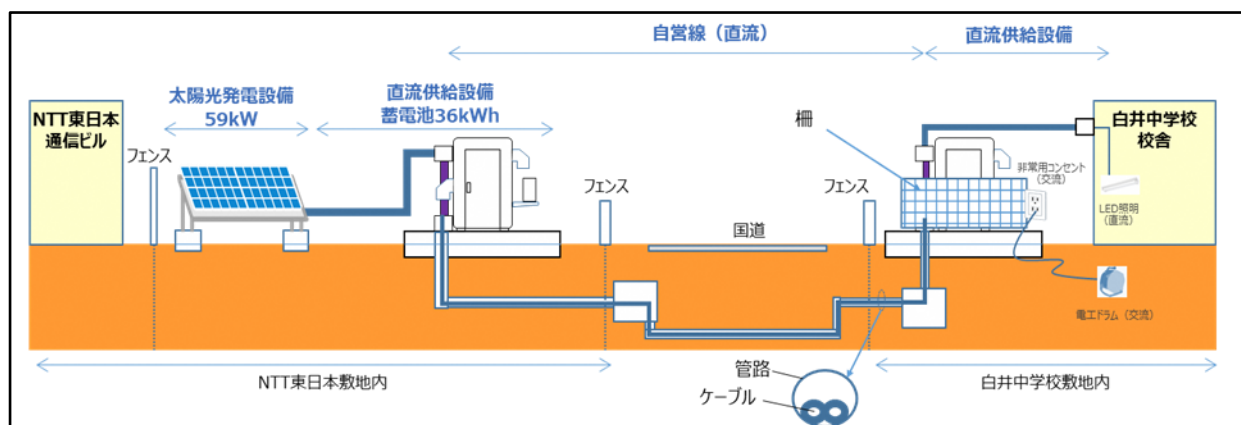 自営線（直流）
直流供給設備
太陽光発電設備
59kW
直流供給設備
蓄電池36kWh
NTT東日本
通信ビル
フェンス
フェンス
国道
フェンス
柵
非常用コンセント
（交流）
白井中学校
校舎
LED照明
（直流）
電工ドラム（交流）
NTT東日本敷地内
管路
ケーブル
白井中学校敷地内